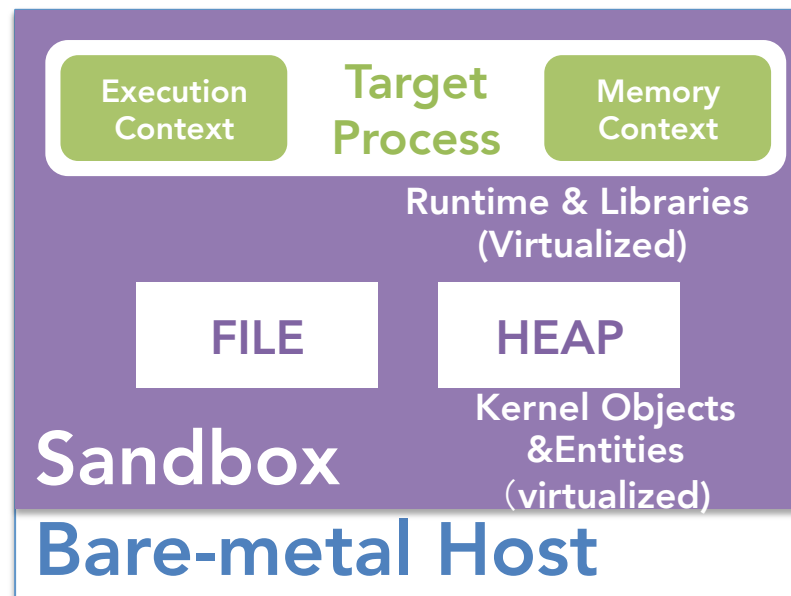 Execution
Context
Target
Process
Memory
Context
Runtime & Libraries
(Virtualized)
FILE
HEAP
Kernel Objects
&Entities
（virtualized)
Sandbox
Bare-metal Host